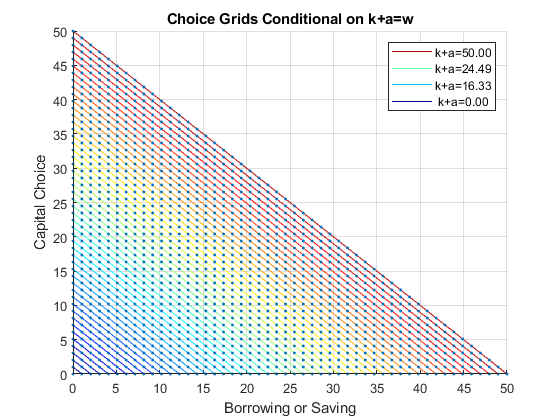 Choice Grids Conditional on k+a=w
50
45
40
35
30
25
20
15
10
5
0
Capital Choice
k+a=50.00
k+a=24.49
k+a=16.33
k+a=0.00
0 5 10 15 20 25 30 35 40 45 50
Borrowing or Saving